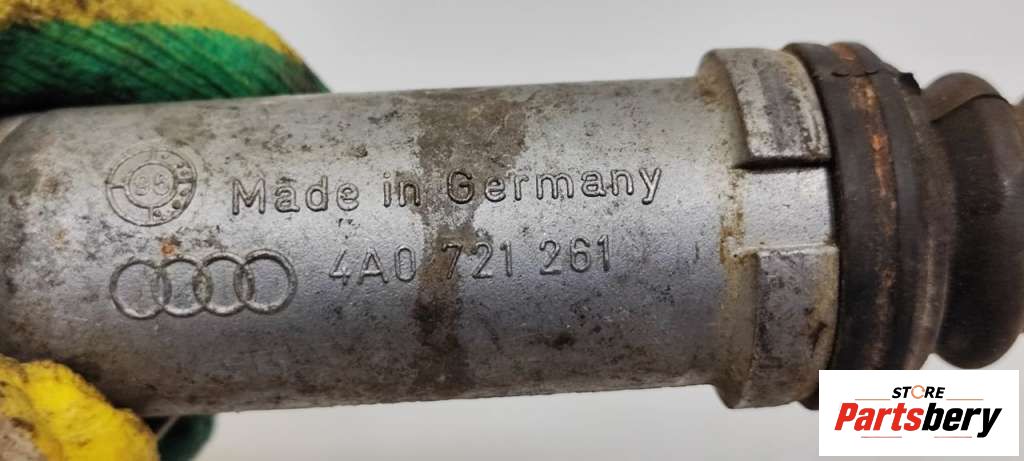 Made in Germany
4A0 721 261
STORE
Partsbery